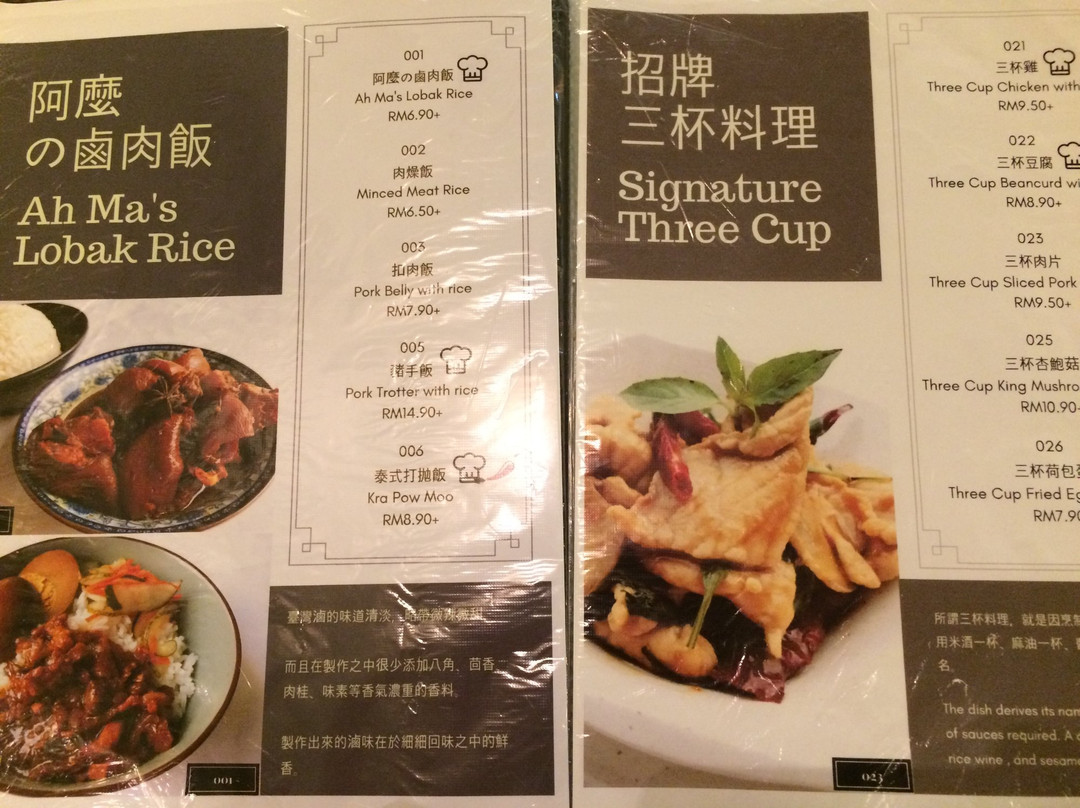 阿麼
の鹵肉飯
Ah Ma's
Lobak Rice
001
阿麼の鹵肉飯
Ah Ma's Lobak Rice
RM6.90+
002
肉燥飯
Minced Meat Rice
RM6.50+
003
扣肉飯
Pork Belly with rice
RM7.90+
005
豬手飯
Pork Trotter with rice
RM14.90+
006
泰式打拋飯
Kra Pow Moo
RM8.90+
臺灣滷的味道清淡、略帶微辣微甜
而且在製作之中很少添加八角、茴香、
肉桂、味素等香氣濃重的香料。
製作出來的滷味在於細細回味之中的鮮
香。
001
招牌
三杯料理
Signature
Three Cup
021
三杯雞
Three Cup Chicken with
RM9.50+
022
三杯豆腐
Three Cup Beancurd
RM8.90+
023
三杯肉片
Three Cup Sliced Pork
RM9.50+
025
三杯杏鮑菇
Three Cup King
RM10.90
026
三杯荷包
Three Cup Fried
RM7.90
所謂三杯料理，就是因烹
用米酒一杯、麻油一杯、
名。
The dish derives its
of sauces required. A
rice wine , and
023